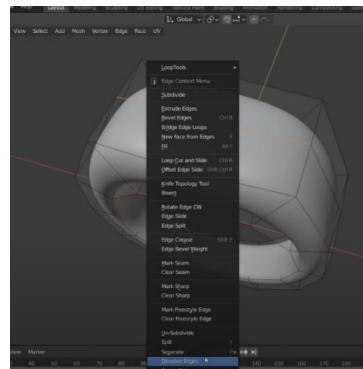 Help Layout Modeling Sculpting UV Editing Texture Paint Shading Animation Rendering Compositing
Global
View Select Add Mesh Vertex Edge Face UV
LoopTools
Edge Context Menu
Subdivide
Extrude Edges
Bevel Edges Ctrl B
Bridge Edge Loops
New Face from Edges F
Fill Alt F
Loop Cut and Slide Ctrl R
Offset Edge Slide Shift Ctrl R
Knife Topology Tool
Bisect
Rotate Edge CW
Edge Slide
Edge Split
Edge Crease Shift E
Edge Bevel Weight
Mark Seam
Clear Seam
Mark Sharp
Clear Sharp
Mark Freestyle Edge
Clear Freestyle Edge
Un-Subdivide
Split Y
Separate P
Dissolve Edges
View Marker
40 50 60 70 80 140 150 160 170 180